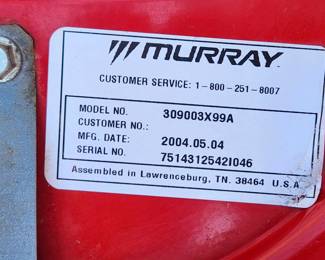 MURRAY
CUSTOMER SERVICE: 1-800-251-8007
MODEL NO. 309003X99A
CUSTOMER NO.:
MFG. DATE: 2004.05.04
SERIAL NO. 7514312542I046
Assembled in Lawrenceburg, TN. 38464 U.S.A